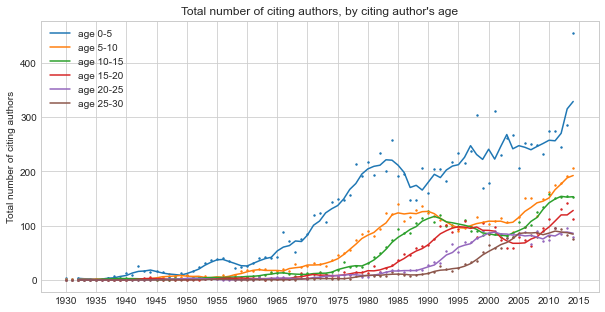 Total number of citing authors, by citing author's age
Total number of citing authors
400
300
200
100
0
age 0-5
age 5-10
age 10-15
age 15-20
age 20-25
age 25-30
1930 1935 1940 1945 1950 1955 1960 1965 1970 1975 1980 1985 1990 1995 2000 2005 2010 2015